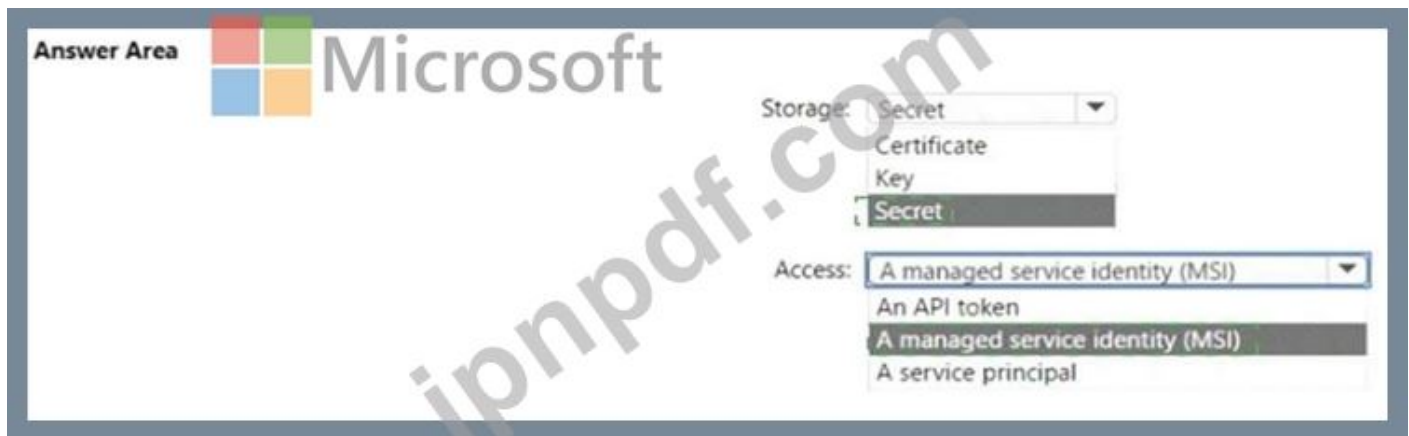 Answer Area
Microsoft
Storage: Secret
Certificate
Key
Secret
Access: A managed service identity (MSI)
An API token
A managed service identity (MSI)
A service principal
ipnpdf.com